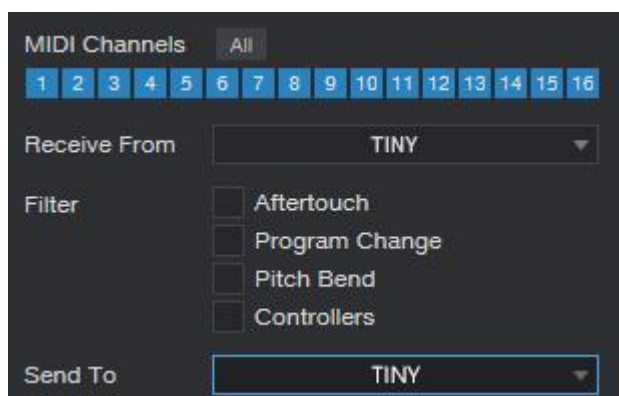 MIDI Channels All
1 2 3 4 5 6 7 8 9 10 11 12 13 14 15 16
Receive From TINY
Filter Aftertouch
Program Change
Pitch Bend
Controllers
Send To TINY